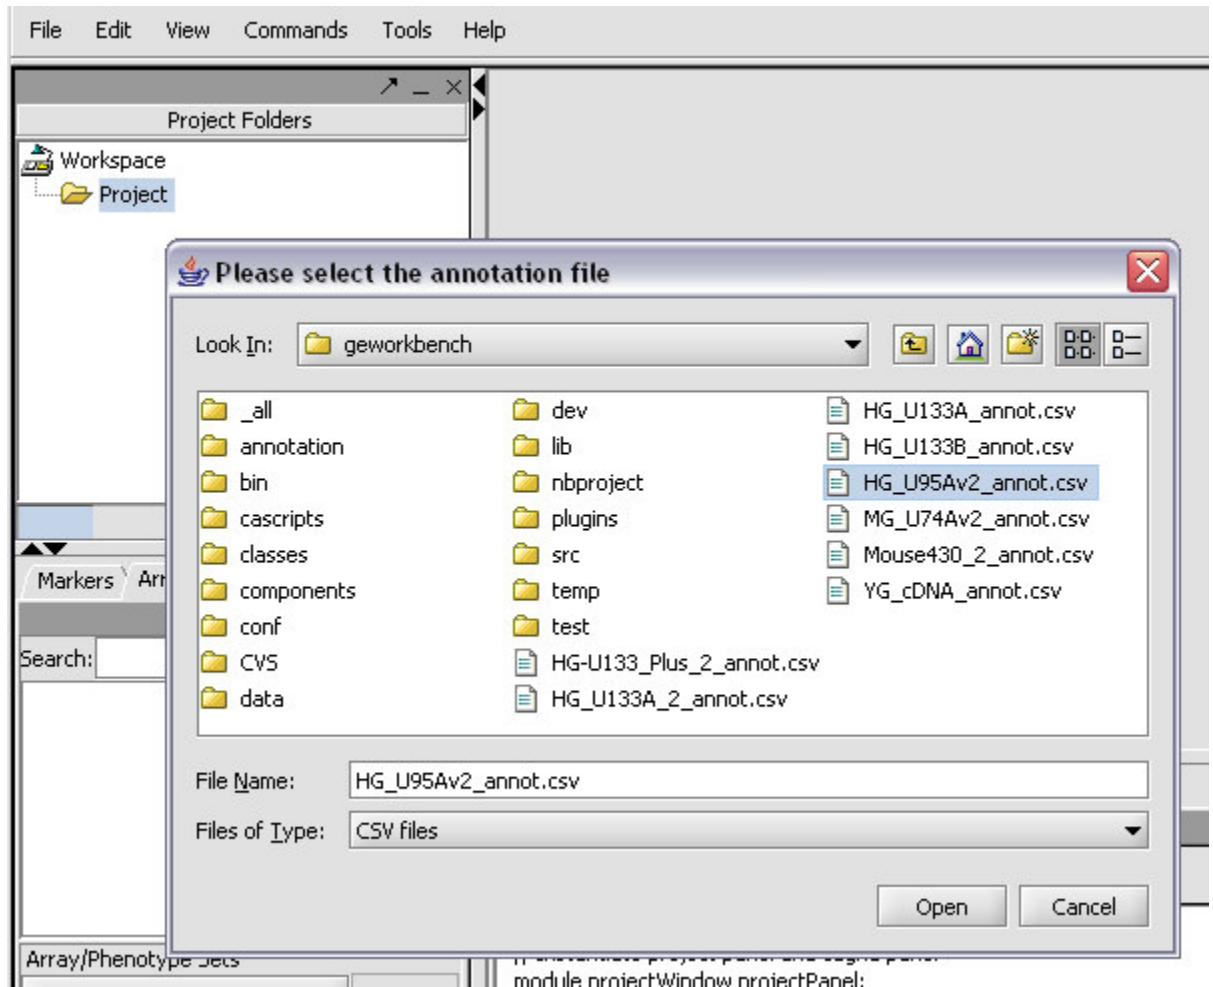 File Edit View Commands Tools Help
Project Folders
Workspace
Project
Please select the annotation file
Look In: geworkbench
_all
annotation
bin
cascripts
classes
components
conf
CVS
data
dev
lib
nbproject
plugins
src
temp
test
HG-U133_Plus_2_annot.csv
HG_U133A_2_annot.csv
HG_U133A_annot.csv
HG_U133B_annot.csv
HG_U95Av2_annot.csv
MG_U74Av2_annot.csv
Mouse430_2_annot.csv
YG_cDNA_annot.csv
File Name: HG_U95Av2_annot.csv
Files of Type: CSV files
Open Cancel
Markers Arr
Search:
Array/Phenotype Sets
module projectWindow projectPanel;